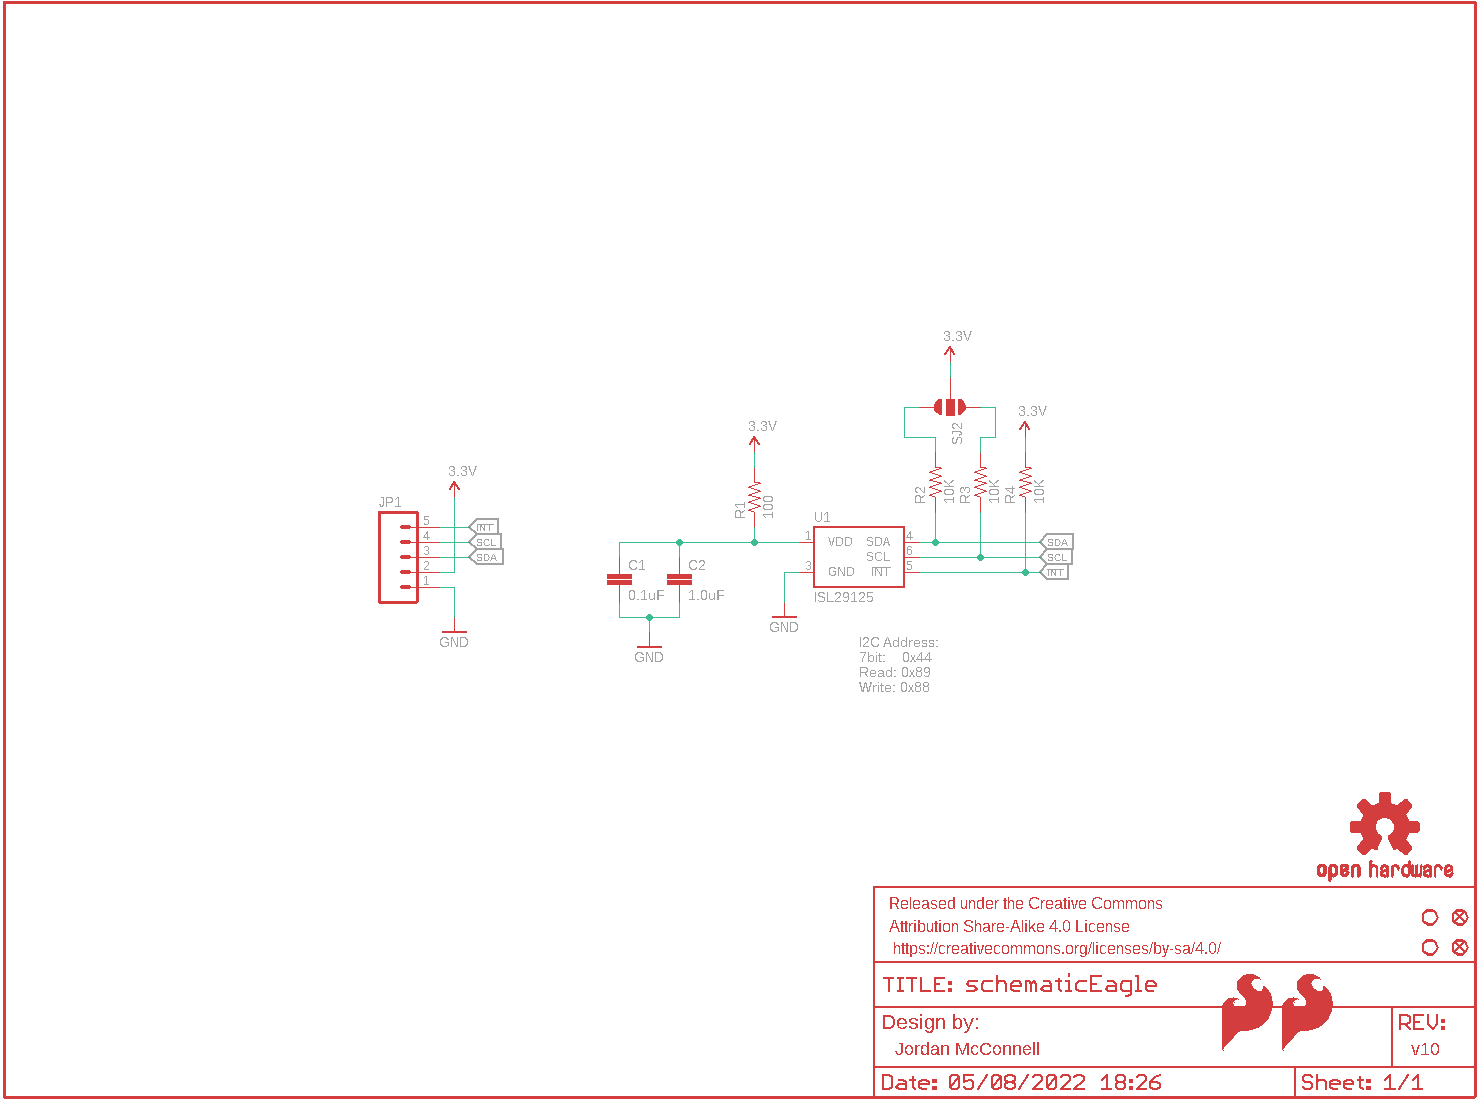 3.3V
SJ2
3.3V
3.3V
R1
100
R2
10K
R3
10K
R4
10K
3.3V
JP1
5 INT
4 SCL
3 SDA
2
1
GND
U1
1 VDD SDA 4 SDA
SCL 6 SCL
3 GND INT 5 INT
ISL29125
C1
0.1uF
C2
1.0uF
GND
GND
I2C Address:
7bit: 0x44
Read: 0x89
Write: 0x88
open hardware
Released under the Creative Commons
Attribution Share-Alike 4.0 License
https://creativecommons.org/licenses/by-sa/4.0/
TITLE: schematicEagle
Design by:
Jordan McConnell
REV:
v10
Date: 05/08/2022 18:26
Sheet: 1/1